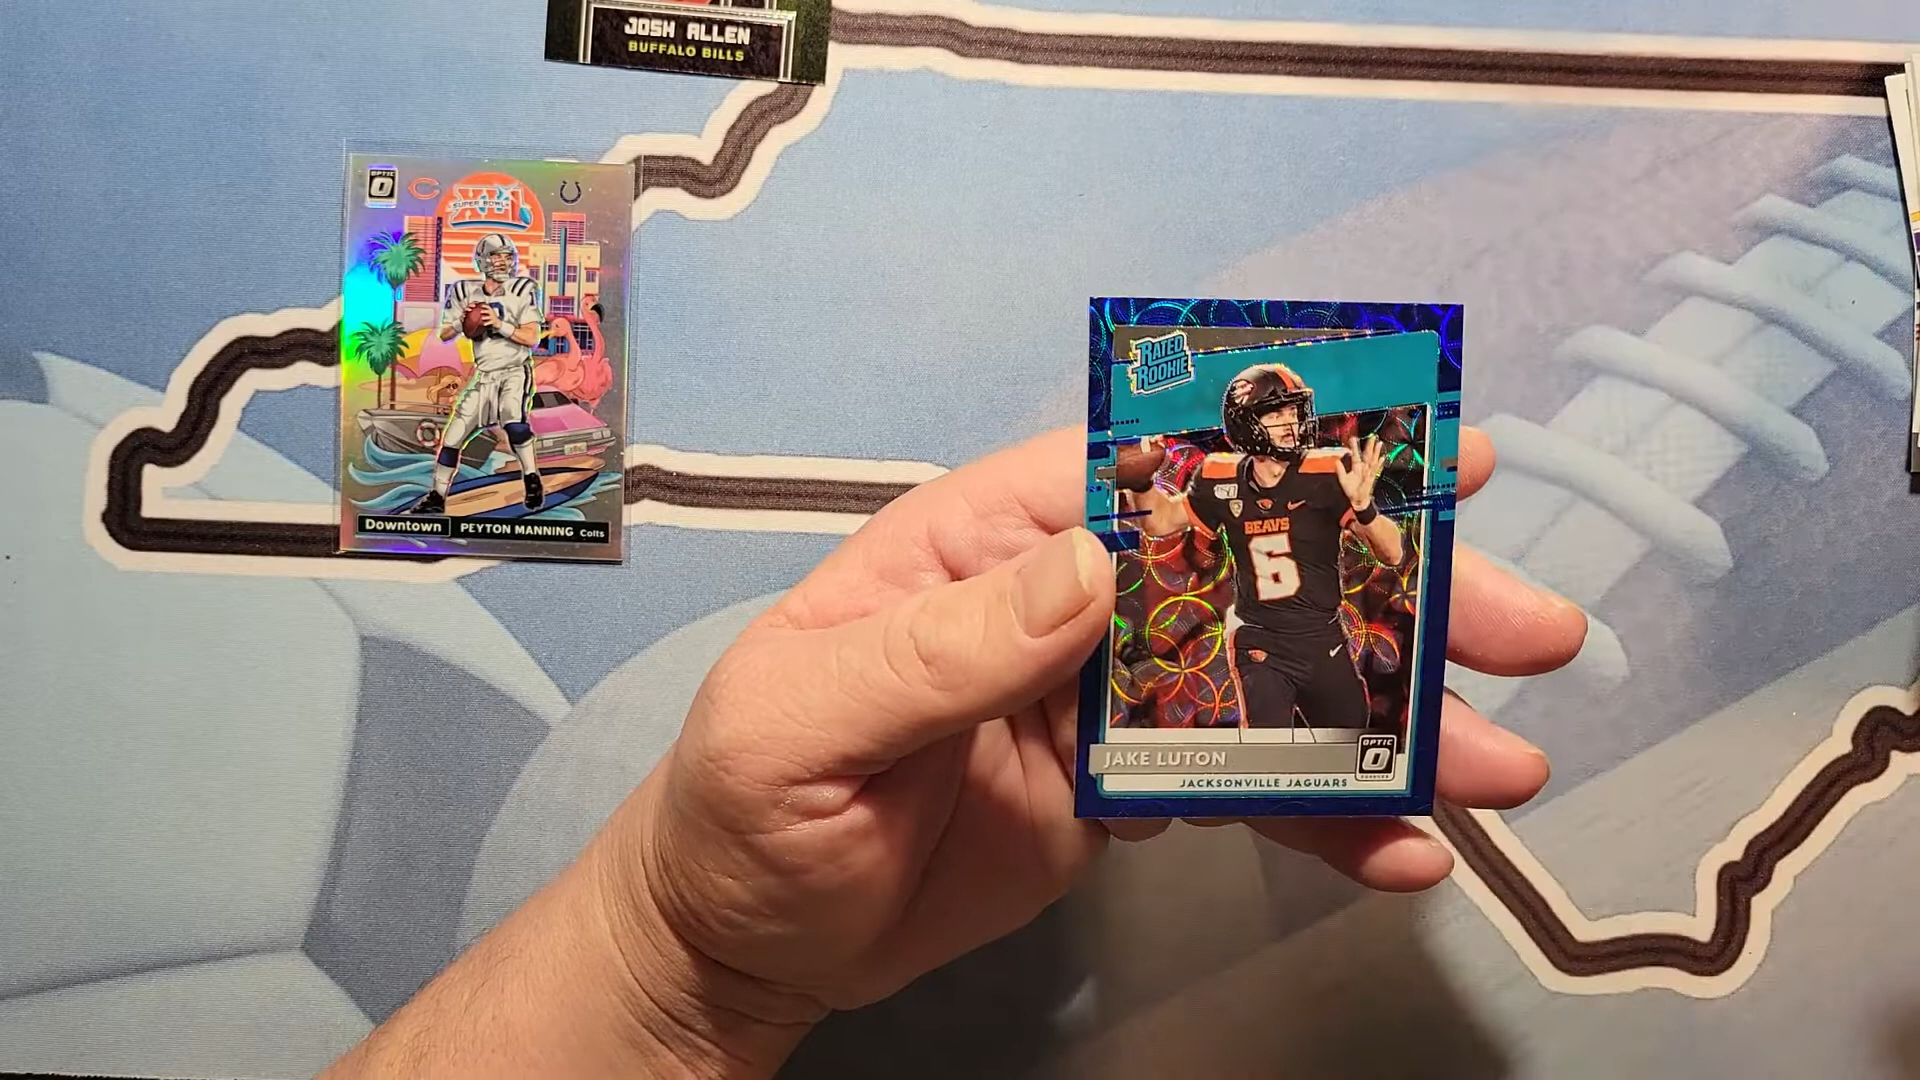 JOSH ALLEN
BUFFALO BILLS
OPTIC
SUPER BOWL
XLI
Downtown PEYTON MANNING Colts
RATED
ROOKIE
BEAVS
6
JAKE LUTON
OPTIC
JACKSONVILLE JAGUARS